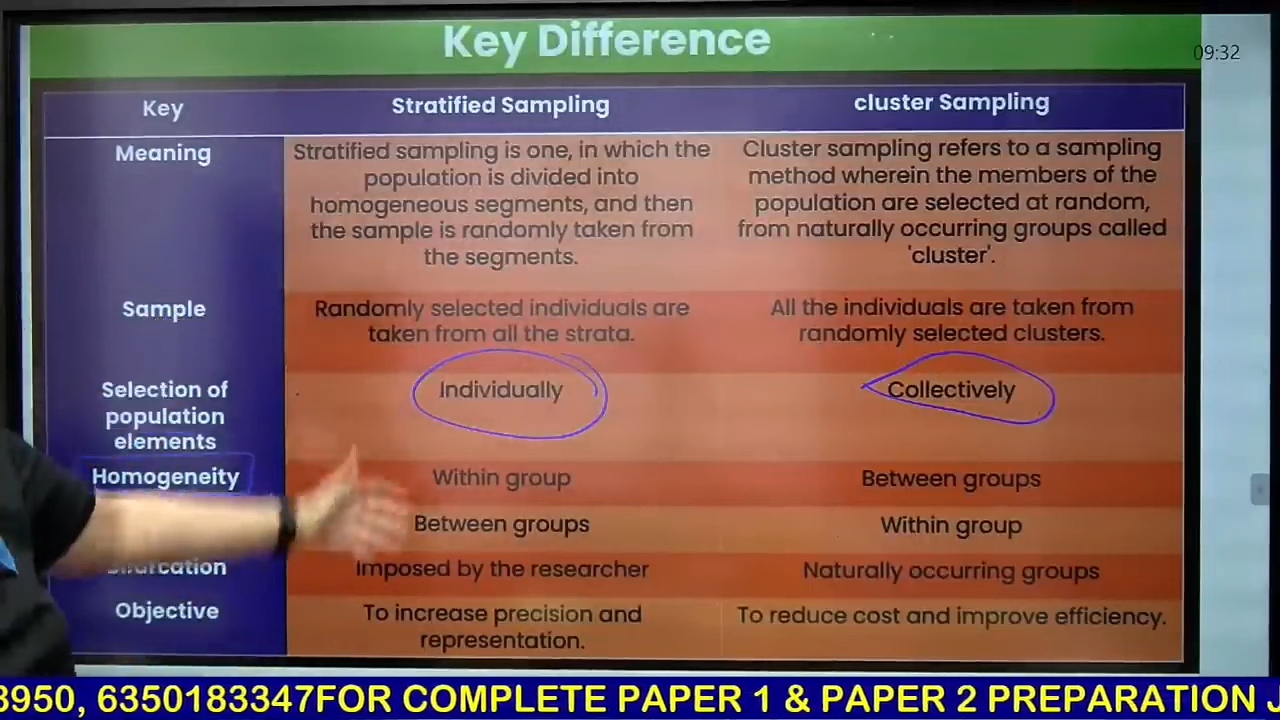 Key Difference
09:32
Key
Stratified Sampling
cluster Sampling
Meaning
Stratified sampling is one, in which the
population is divided into
homogeneous segments, and then
the sample is randomly taken from
the segments.
Cluster sampling refers to a sampling
method wherein the members of the
population are selected at random,
from naturally occurring groups called
'cluster'.
Sample
Randomly selected individuals are
taken from all the strata.
All the individuals are taken from
randomly selected clusters.
Selection of
population
elements
Individually
Collectively
Homogeneity
Within group
Between groups
Between groups
Within group
Bifurcation
Imposed by the researcher
Naturally occurring groups
Objective
To increase precision and
representation.
To reduce cost and improve efficiency.
3950, 6350183347FOR COMPLETE PAPER 1 & PAPER 2 PREPARATION J